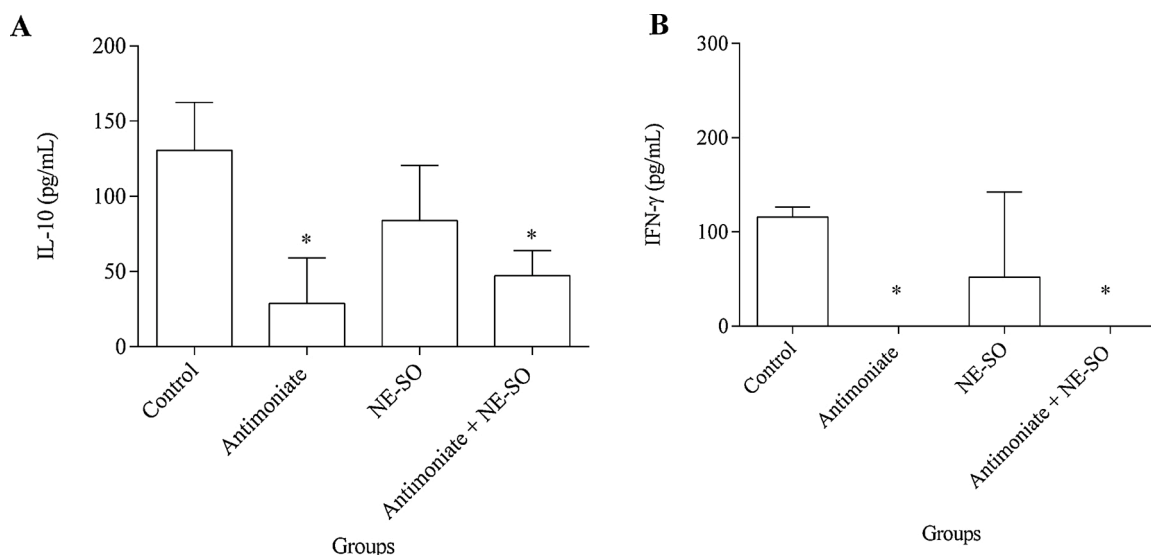 A
IL-10 (pg/mL)
200
150
100
50
0
*
*
Control
Antimoniate
NE-SO
Antimoniate + NE-SO
Groups
B
IFN-γ (pg/mL)
300
200
100
0
*
*
Control
Antimoniate
NE-SO
Antimoniate + NE-SO
Groups